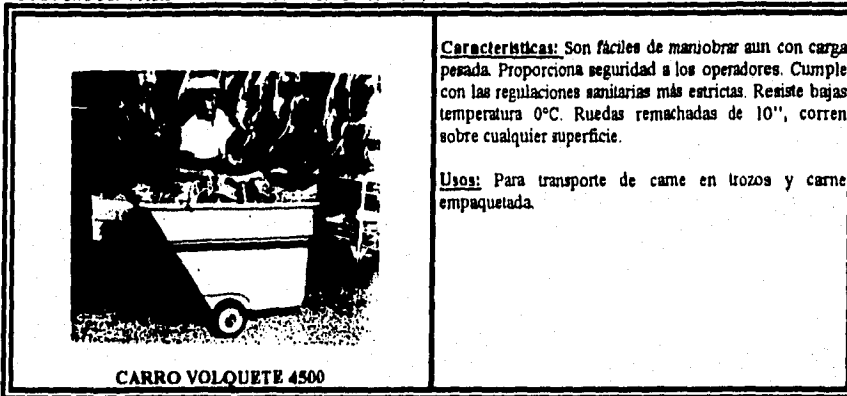 Características: Son fáciles de maniobrar aun con carga
pesada. Proporciona seguridad a los operadores. Cumple
con las regulaciones sanitarias más estrictas. Resiste bajas
temperatura 0°C. Ruedas remachadas de 10'', corren
sobre cualquier superficie.
Usos: Para transporte de carne en trozos y carne
empaquetada.
CARRO VOLQUETE 4500